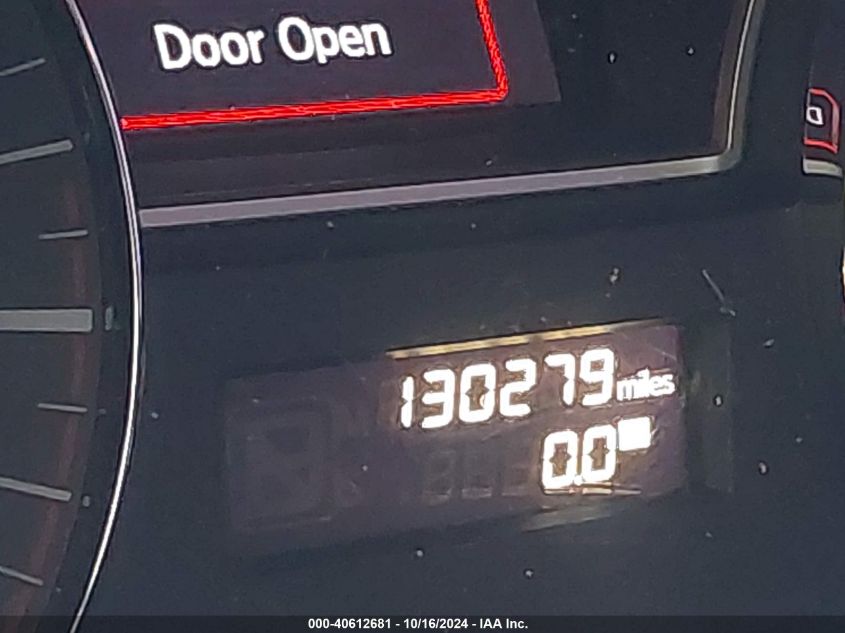 Door Open
130279 miles
0.0
000-40612681 - 10/16/2024 - IAA Inc.